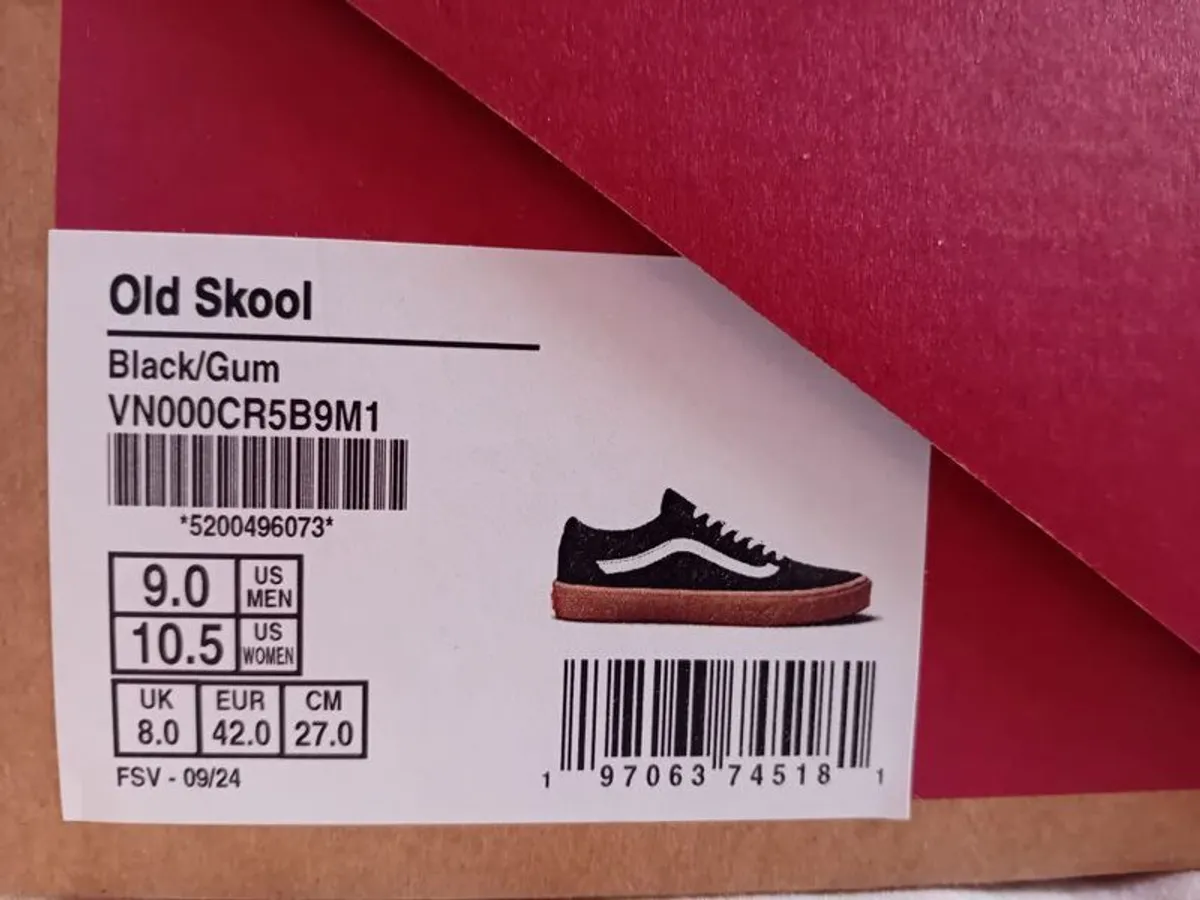 Old Skool
Black/Gum
VN000CR5B9M1
*5200496073*
9.0 US MEN
10.5 US WOMEN
UK EUR CM
8.0 42.0 27.0
FSV - 09/24
1 97063 74518 1